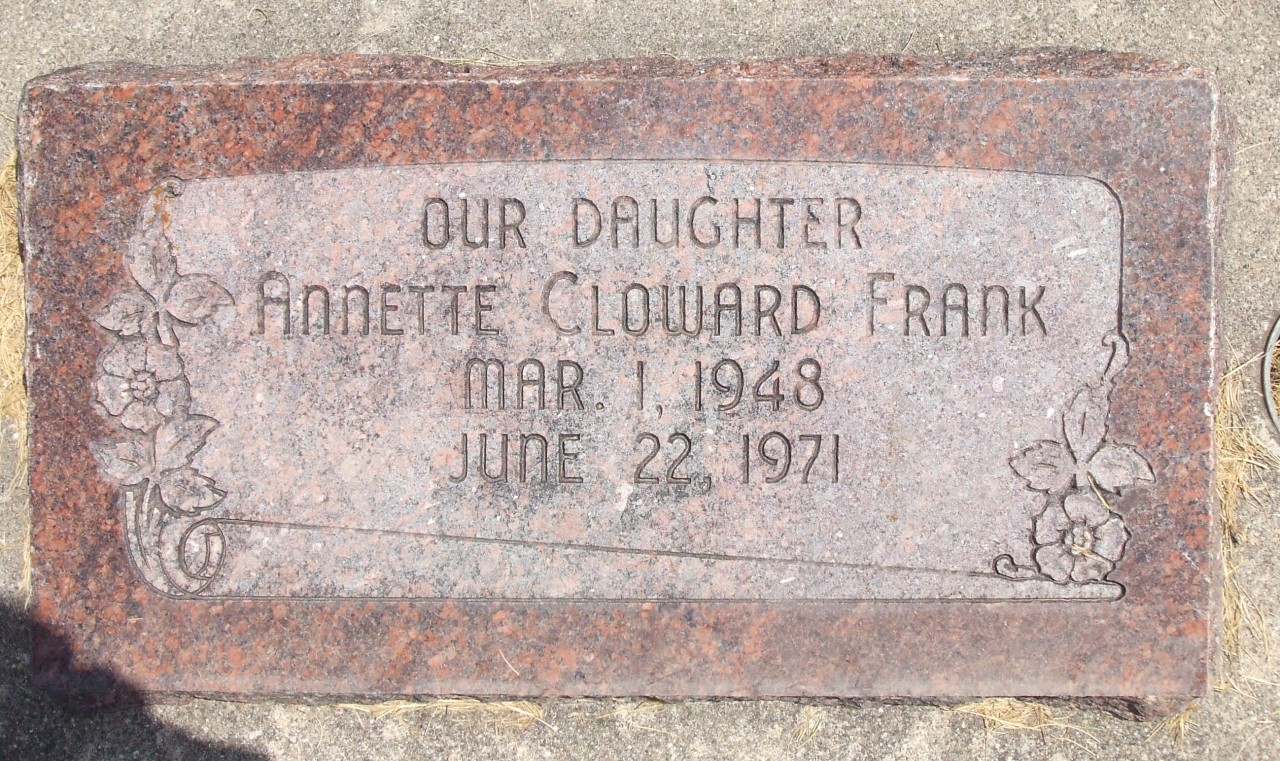 OUR DAUGHTER
ANNETTE CLOWARD FRANK
MAR. 1, 1948
JUNE 22, 1971